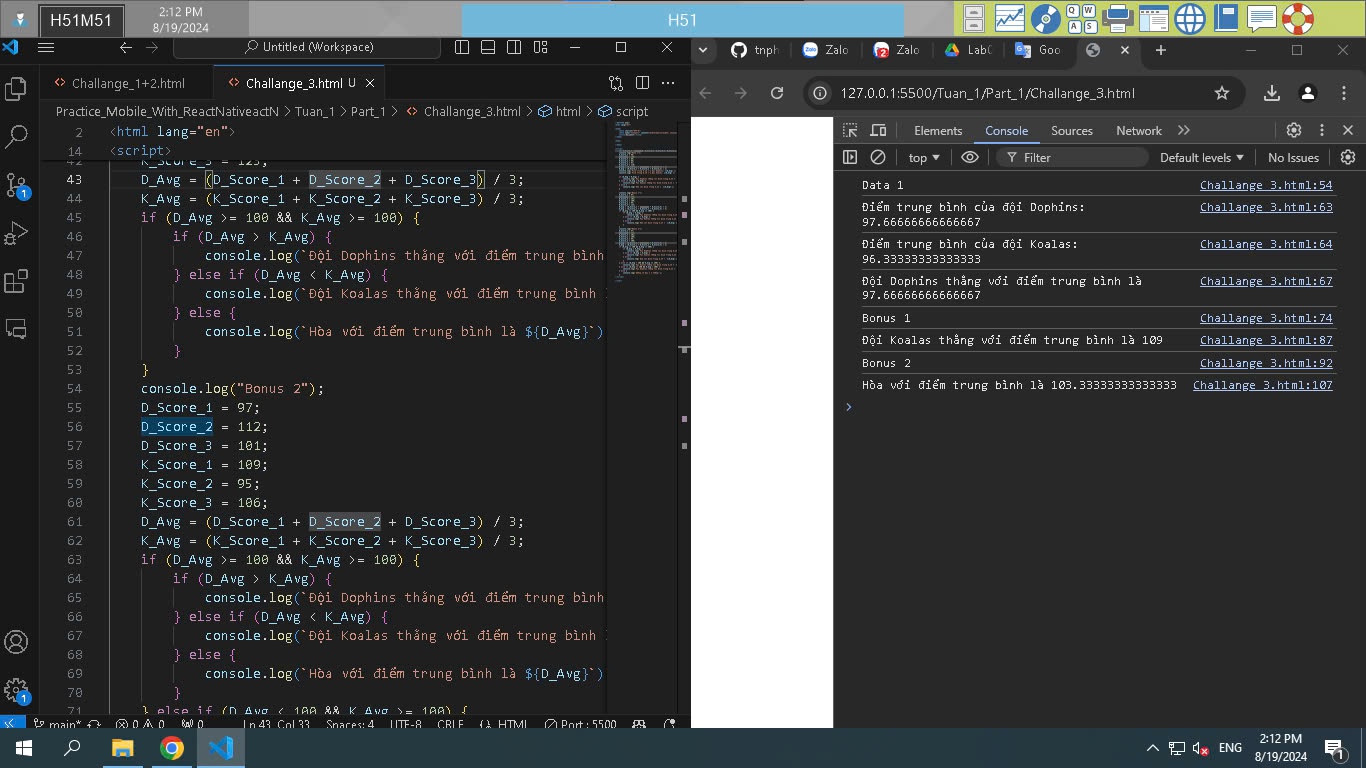 H51M51
2:12 PM
8/19/2024
H51
Untitled (Workspace)
Challange_1+2.html
Challange_3.html U
Practice_Mobile_With_ReactNativeactN > Tuan_1 > Part_1 > Challange_3.html > html > script
2 <html lang="en">
14 <script>
42 K_Score_3 = 123;
43 D_Avg = (D_Score_1 + D_Score_2 + D_Score_3) / 3;
44 K_Avg = (K_Score_1 + K_Score_2 + K_Score_3) / 3;
45 if (D_Avg >= 100 && K_Avg >= 100) {
46 if (D_Avg > K_Avg) {
47 console.log(`Đội Dophins thắng với điểm trung bình
48 } else if (D_Avg < K_Avg) {
49 console.log(`Đội Koalas thắng với điểm trung bình
50 } else {
51 console.log(`Hòa với điểm trung bình là ${D_Avg}`)
52 }
53 }
54 console.log("Bonus 2");
55 D_Score_1 = 97;
56 D_Score_2 = 112;
57 D_Score_3 = 101;
58 K_Score_1 = 109;
59 K_Score_2 = 95;
60 K_Score_3 = 106;
61 D_Avg = (D_Score_1 + D_Score_2 + D_Score_3) / 3;
62 K_Avg = (K_Score_1 + K_Score_2 + K_Score_3) / 3;
63 if (D_Avg >= 100 && K_Avg >= 100) {
64 if (D_Avg > K_Avg) {
65 console.log(`Đội Dophins thắng với điểm trung bình
66 } else if (D_Avg < K_Avg) {
67 console.log(`Đội Koalas thắng với điểm trung bình
68 } else {
69 console.log(`Hòa với điểm trung bình là ${D_Avg}`)
70 }
71 } else if (D_Avg < 100 && K_Avg >= 100) {
1
1
main* 0 0 0 Ln 43, Col 33 Spaces: 4 UTF-8 CRLF HTML Port : 5500
Q W
A S
tnph
Zalo
2 Zalo
Lab
Goo
127.0.0.1:5500/Tuan_1/Part_1/Challange_3.html
Elements Console Sources Network
top Filter Default levels No Issues
Data 1 Challange 3.html:54
Điểm trung bình của đội Dophins: Challange 3.html:63
97.66666666666667
Điểm trung bình của đội Koalas: Challange 3.html:64
96.33333333333333
Đội Dophins thắng với điểm trung bình là Challange 3.html:67
97.66666666666667
Bonus 1 Challange 3.html:74
Đội Koalas thắng với điểm trung bình là 109 Challange 3.html:87
Bonus 2 Challange 3.html:92
Hòa với điểm trung bình là 103.33333333333333 Challange 3.html:107
ENG
2:12 PM
8/19/2024
1